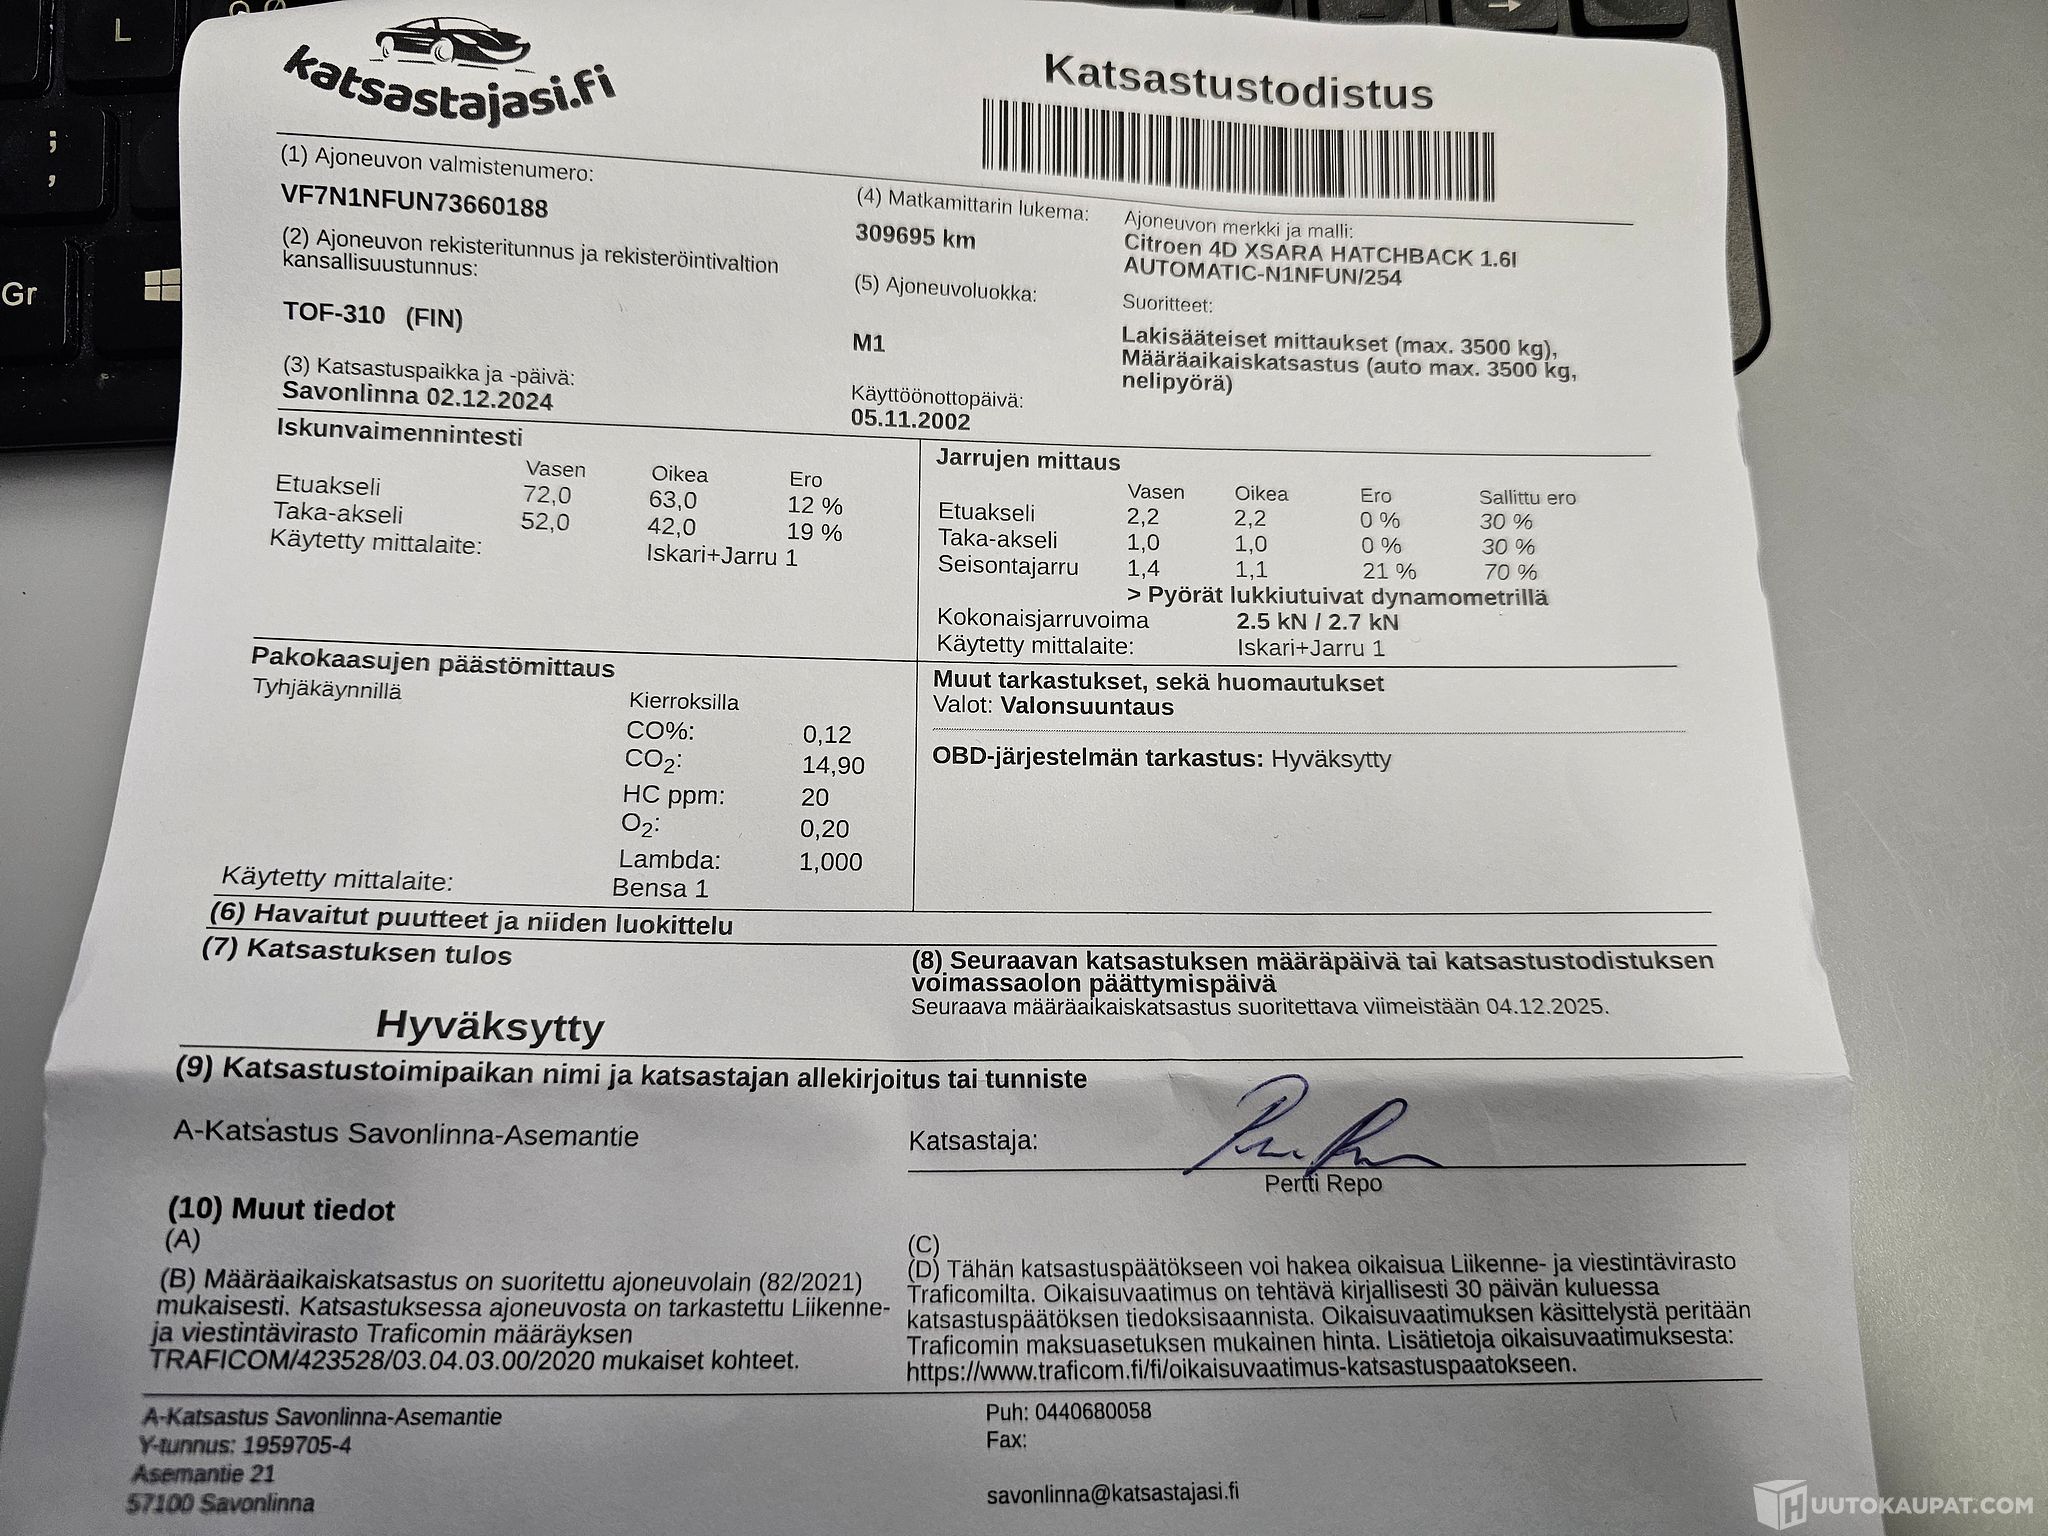 L
;
,
Gr
katsastajasi.fi
Katsastustodistus
(1) Ajoneuvon valmistenumero:
VF7N1NFUN73660188
(2) Ajoneuvon rekisteritunnus ja rekisteröintivaltion
kansallisuustunnus:
TOF-310 (FIN)
(3) Katsastuspaikka ja -päivä:
Savonlinna 02.12.2024
(4) Matkamittarin lukema:
309695 km
(5) Ajoneuvoluokka:
M1
Käyttöönottopäivä:
05.11.2002
Ajoneuvon merkki ja malli:
Citroen 4D XSARA HATCHBACK 1.6I
AUTOMATIC-N1NFUN/254
Suoritteet:
Lakisääteiset mittaukset (max. 3500 kg),
Määräaikaiskatsastus (auto max. 3500 kg,
nelipyörä)
Iskunvaimennintesti
Vasen Oikea Ero
Etuakseli 72,0 63,0 12 %
Taka-akseli 52,0 42,0 19 %
Käytetty mittalaite: Iskari+Jarru 1
Jarrujen mittaus
Vasen Oikea Ero Sallittu ero
Etuakseli 2,2 2,2 0 % 30 %
Taka-akseli 1,0 1,0 0 % 30 %
Seisontajarru 1,4 1,1 21 % 70 %
> Pyörät lukkiutuivat dynamometrillä
Kokonaisjarruvoima 2.5 kN / 2.7 kN
Käytetty mittalaite: Iskari+Jarru 1
Pakokaasujen päästömittaus
Tyhjäkäynnillä Kierroksilla
CO%: 0,12
CO2: 14,90
HC ppm: 20
O2: 0,20
Lambda: 1,000
Käytetty mittalaite: Bensa 1
Muut tarkastukset, sekä huomautukset
Valot: Valonsuuntaus
OBD-järjestelmän tarkastus: Hyväksytty
(6) Havaitut puutteet ja niiden luokittelu
(7) Katsastuksen tulos
Hyväksytty
(8) Seuraavan katsastuksen määräpäivä tai katsastustodistuksen
voimassaolon päättymispäivä
Seuraava määräaikaiskatsastus suoritettava viimeistään 04.12.2025.
(9) Katsastustoimipaikan nimi ja katsastajan allekirjoitus tai tunniste
A-Katsastus Savonlinna-Asemantie
Katsastaja:
Pertti Repo
(10) Muut tiedot
(A)
(B) Määräaikaiskatsastus on suoritettu ajoneuvolain (82/2021)
mukaisesti. Katsastuksessa ajoneuvosta on tarkastettu Liikenne-
ja viestintävirasto Traficomin määräyksen
TRAFICOM/423528/03.04.03.00/2020 mukaiset kohteet.
(C)
(D) Tähän katsastuspäätökseen voi hakea oikaisua Liikenne- ja viestintävirasto
Traficomilta. Oikaisuvaatimus on tehtävä kirjallisesti 30 päivän kuluessa
katsastuspäätöksen tiedoksisaannista. Oikaisuvaatimuksen käsittelystä peritään
Traficomin maksuasetuksen mukainen hinta. Lisätietoja oikaisuvaatimuksesta:
https://www.traficom.fi/fi/oikaisuvaatimus-katsastuspaatokseen.
A-Katsastus Savonlinna-Asemantie
Y-tunnus: 1959705-4
Asemantie 21
57100 Savonlinna
Puh: 0440680058
Fax:
savonlinna@katsastajasi.fi
HUUTOKAUPAT.COM